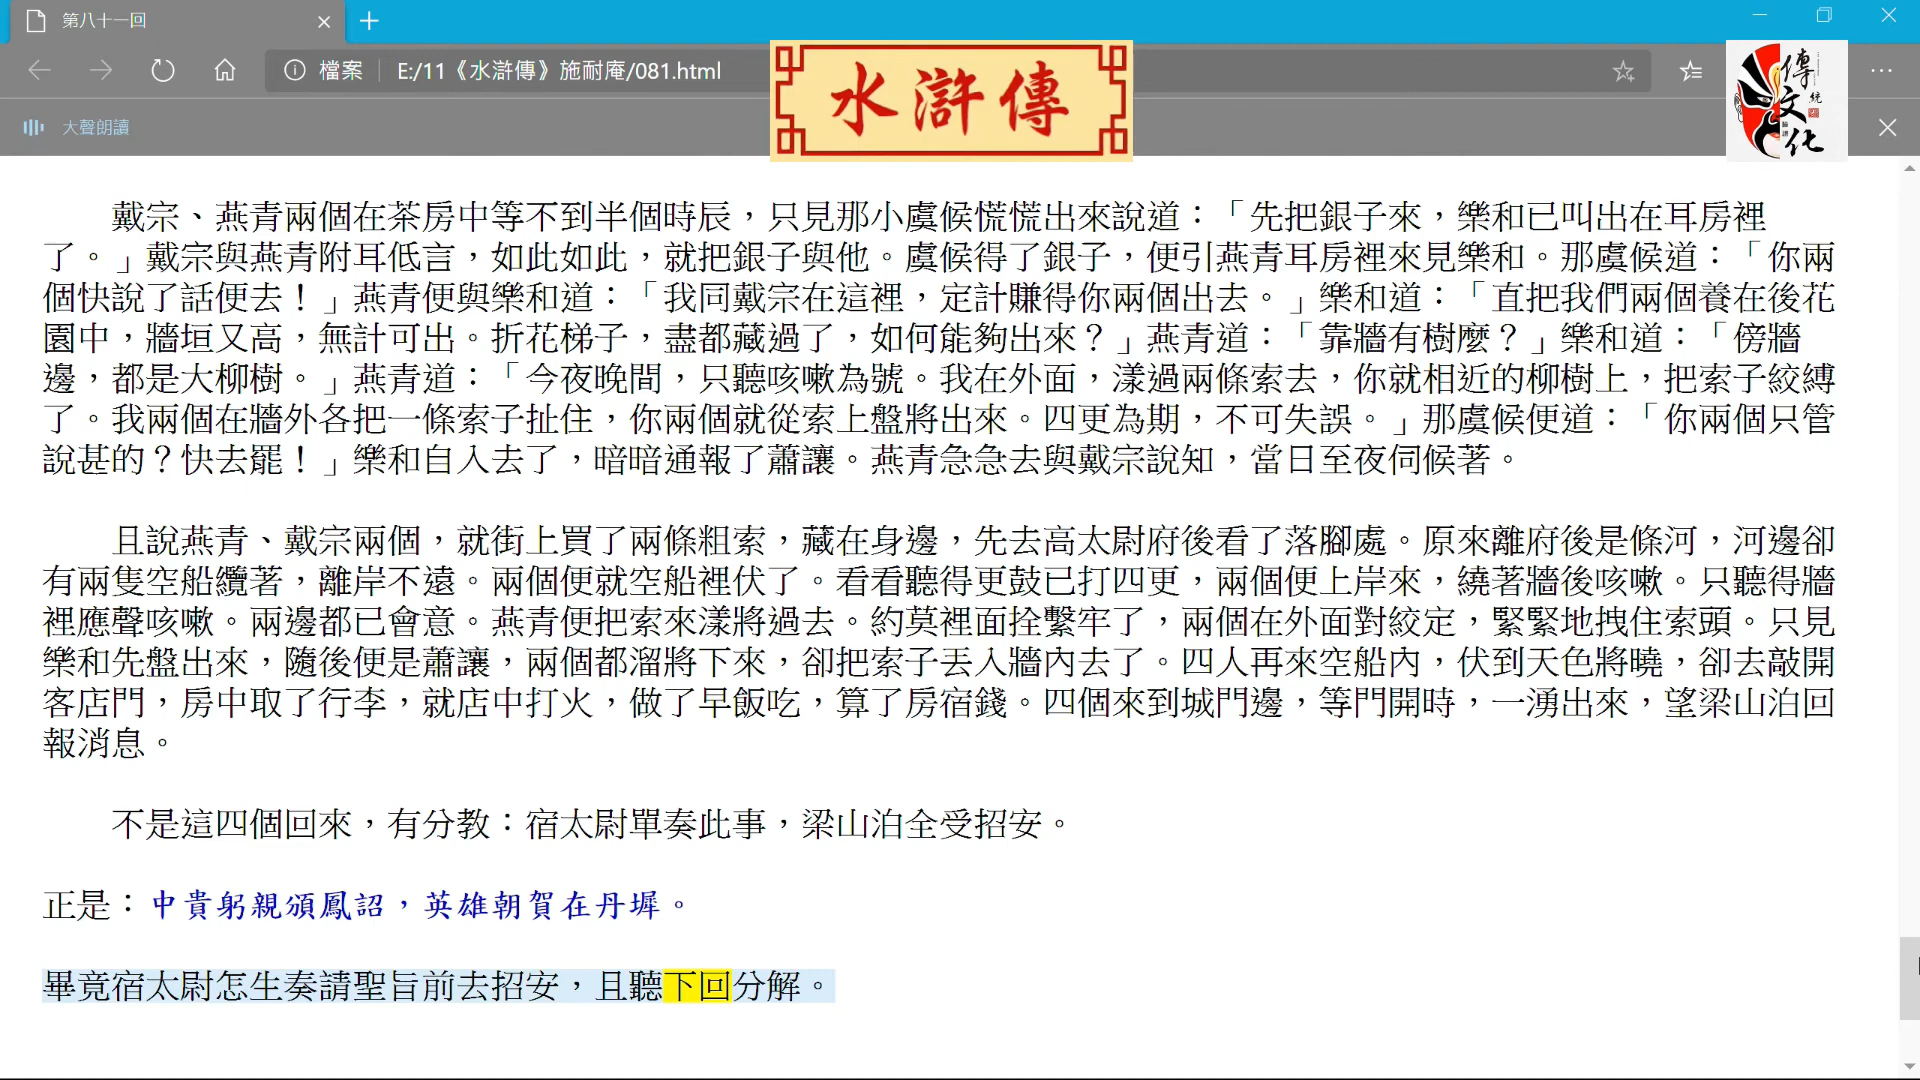 第八十一回
檔案
E:/11《水滸傳》施耐庵/081.html
水滸傳
傳統文化
大聲朗讀
戴宗、燕青兩個在茶房中等不到半個時辰，只見那小虞候慌慌出來說道：「先把銀子來，樂和已叫出在耳房裡
了。」戴宗與燕青附耳低言，如此如此，就把銀子與他。虞候得了銀子，便引燕青耳房裡來見樂和。那虞候道：「你兩
個快說了話便去！」燕青便與樂和道：「我同戴宗在這裡，定計賺得你兩個出去。」樂和道：「直把我們兩個養在後花
園中，牆垣又高，無計可出。折花梯子，盡都藏過了，如何能夠出來？」燕青道：「靠牆有樹麼？」樂和道：「傍牆
邊，都是大柳樹。」燕青道：「今夜晚間，只聽咳嗽為號。我在外面，漾過兩條索去，你就相近的柳樹上，把索子絞縛
了。我兩個在牆外各把一條索子扯住，你兩個就從索上盤將出來。四更為期，不可失誤。」那虞候便道：「你兩個只管
說甚的？快去罷！」樂和自入去了，暗暗通報了蕭讓。燕青急急去與戴宗說知，當日至夜伺候著。
且說燕青、戴宗兩個，就街上買了兩條粗索，藏在身邊，先去高太尉府後看了落腳處。原來離府後是條河，河邊卻
有兩隻空船纜著，離岸不遠。兩個便就空船裡伏了。看看聽得更鼓已打四更，兩個便上岸來，繞著牆後咳嗽。只聽得牆
裡應聲咳嗽。兩邊都已會意。燕青便把索來漾將過去。約莫裡面拴繫牢了，兩個在外面對絞定，緊緊地拽住索頭。只見
樂和先盤出來，隨後便是蕭讓，兩個都溜將下來，卻把索子丟入牆內去了。四人再來空船內，伏到天色將曉，卻去敲開
客店門，房中取了行李，就店中打火，做了早飯吃，算了房宿錢。四個來到城門邊，等門開時，一湧出來，望梁山泊回
報消息。
不是這四個回來，有分教：宿太尉單奏此事，梁山泊全受招安。
正是：中貴躬親頒鳳詔，英雄朝賀在丹墀。
畢竟宿太尉怎生奏請聖旨前去招安，且聽下回分解。